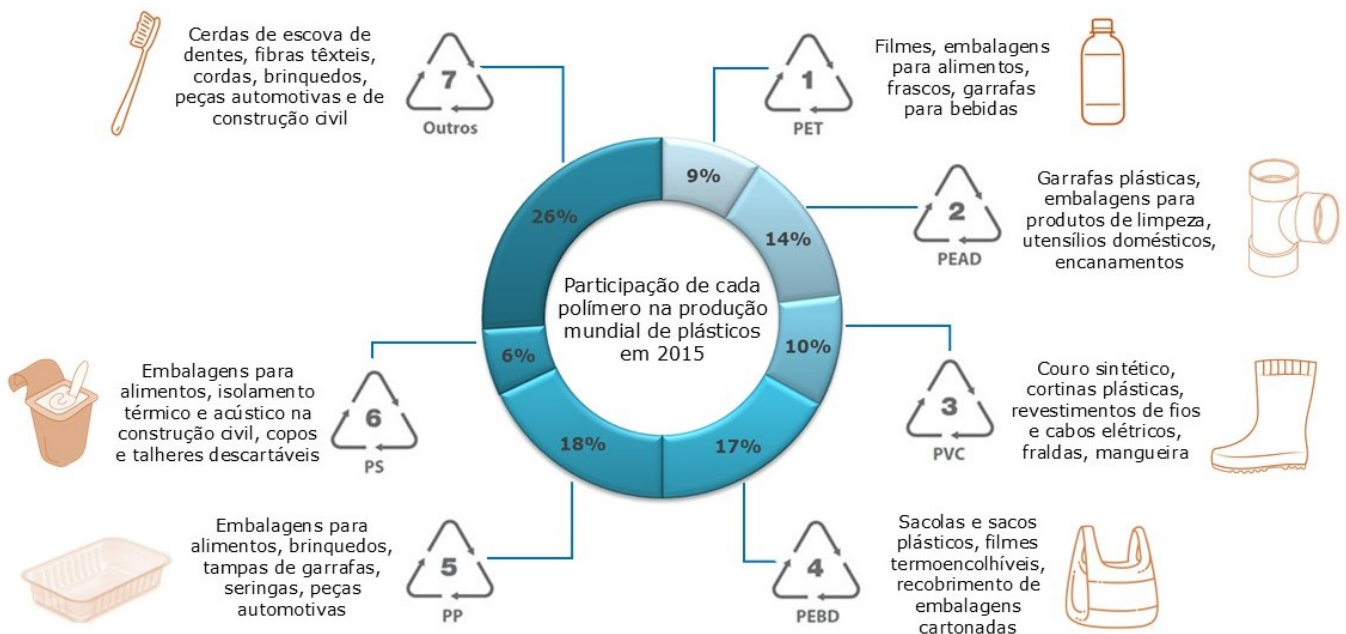 Cerdas de escova de
dentes, fibras têxteis,
cordas, brinquedos,
peças automotivas e de
construção civil
7
Outros
1
PET
Filmes, embalagens
para alimentos,
frascos, garrafas
para bebidas
2
PEAD
Garrafas plásticas,
embalagens para
produtos de limpeza,
utensílios domésticos,
encanamentos
9%
26%
14%
Participação de cada
polímero na produção
mundial de plásticos
em 2015
6%
10%
18%
17%
Embalagens para
alimentos, isolamento
térmico e acústico na
construção civil, copos
e talheres descartáveis
6
PS
3
PVC
Couro sintético,
cortinas plásticas,
revestimentos de fios
e cabos elétricos,
fraldas, mangueira
Embalagens para
alimentos, brinquedos,
tampas de garrafas,
seringas, peças
automotivas
5
PP
4
PEBD
Sacolas e sacos
plásticos, filmes
termoencolhíveis,
recobrimento de
embalagens
cartonadas